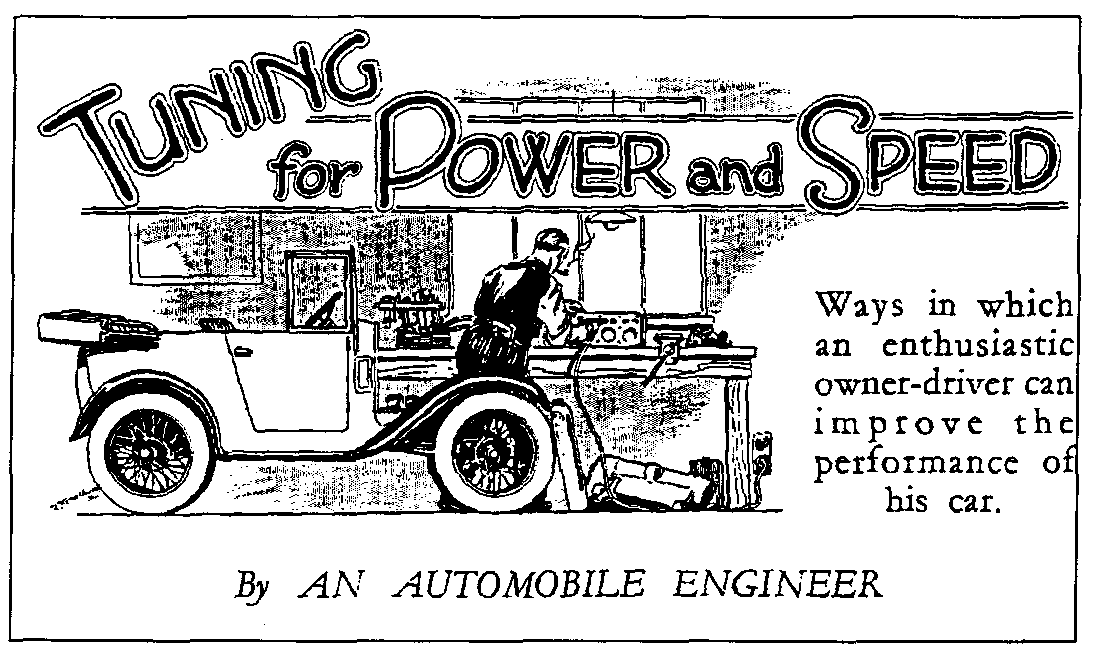 TUNING
for POWER and SPEED
Ways in which
an enthusiastic
owner-driver can
improve the
performance of
his car.
By AN AUTOMOBILE ENGINEER